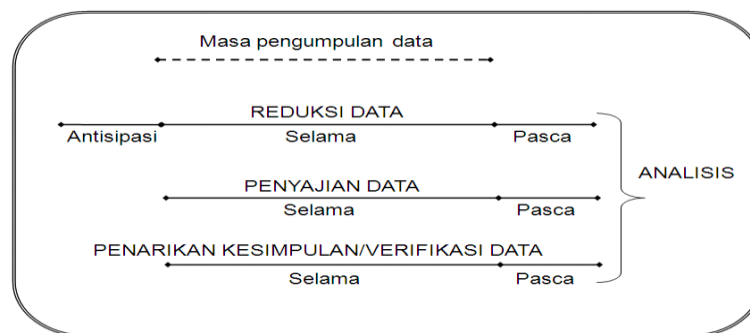 Masa pengumpulan data
REDUKSI DATA
Antisipasi Selama Pasca
ANALISIS
PENYAJIAN DATA
Selama Pasca
PENARIKAN KESIMPULAN/VERIFIKASI DATA
Selama Pasca